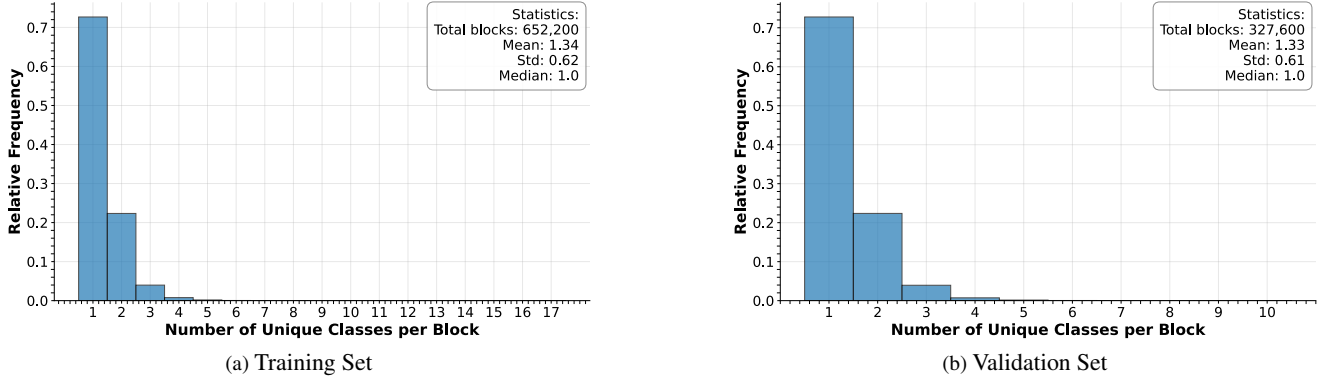 Statistics:
Total blocks: 652,200
Mean: 1.34
Std: 0.62
Median: 1.0
0.7
0.6
0.5
0.4
0.3
0.2
0.1
0.0
Relative Frequency
1 2 3 4 5 6 7 8 9 10 11 12 13 14 15 16 17
Number of Unique Classes per Block
(a) Training Set
Statistics:
Total blocks: 327,600
Mean: 1.33
Std: 0.61
Median: 1.0
0.7
0.6
0.5
0.4
0.3
0.2
0.1
0.0
Relative Frequency
1 2 3 4 5 6 7 8 9 10
Number of Unique Classes per Block
(b) Validation Set